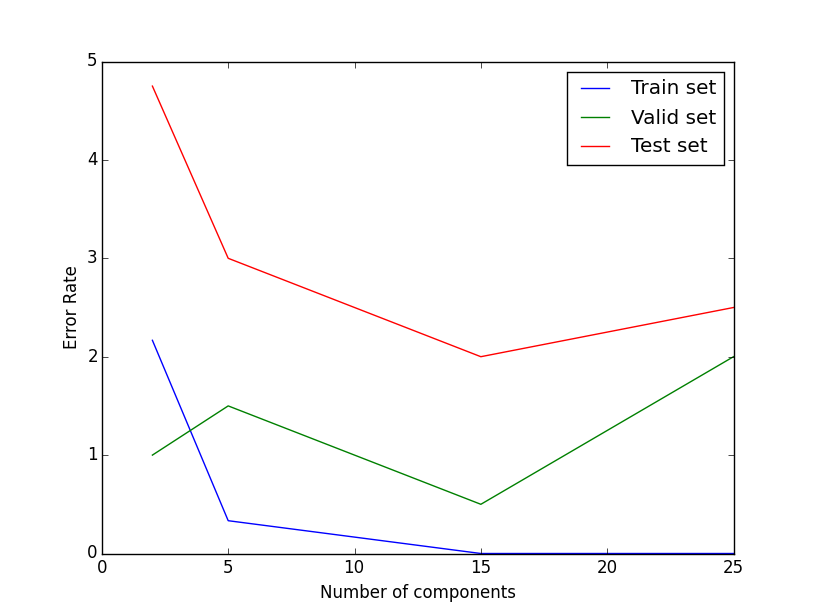 5
4
3
2
1
0
Error Rate
Train set
Valid set
Test set
0 5 10 15 20 25
Number of components